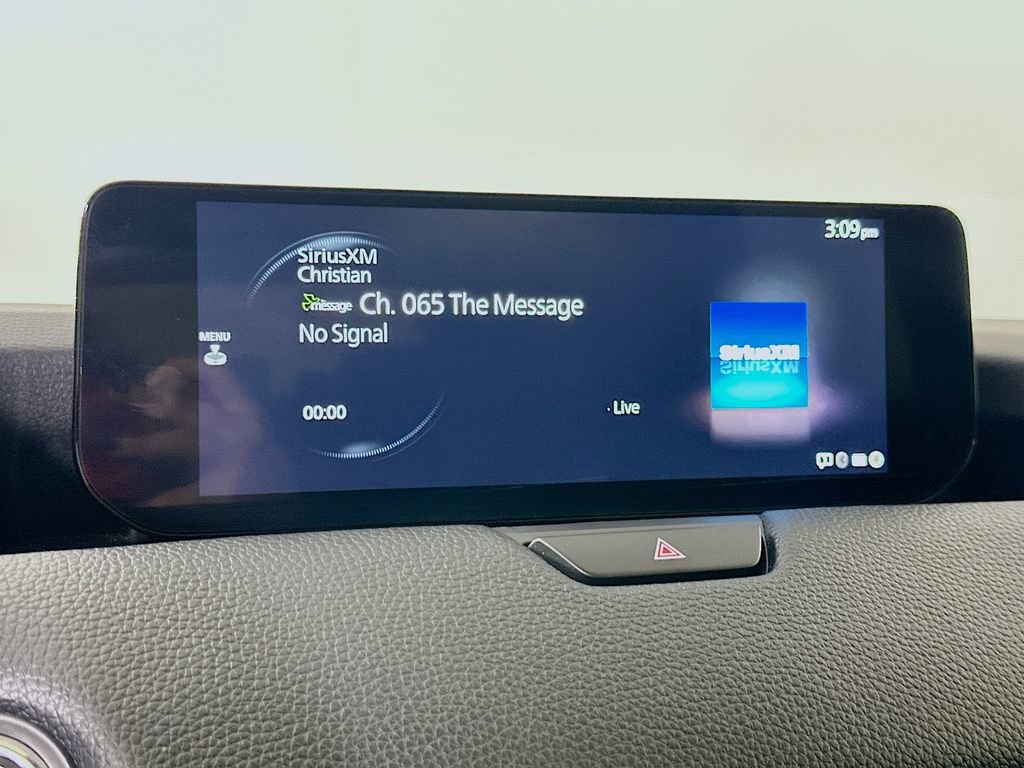 3:09pm
SiriusXM
Christian
message Ch. 065 The Message
No Signal
MENU
SiriusXM
00:00
· Live